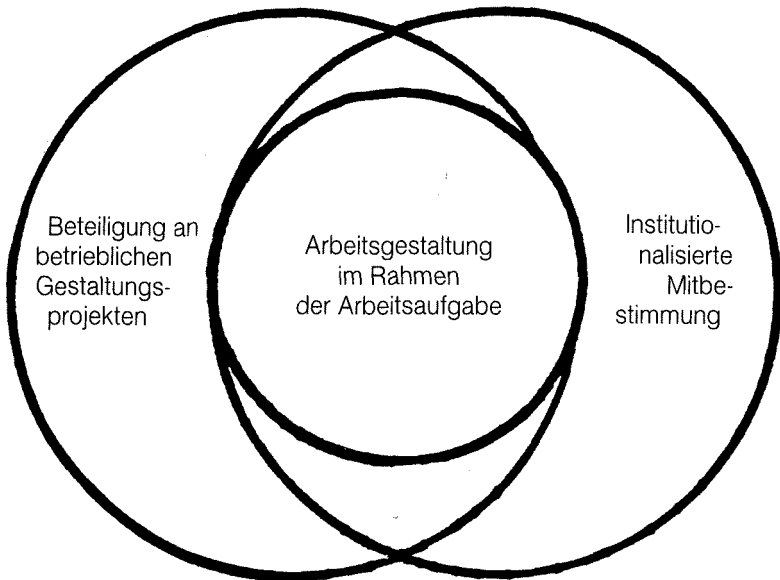 Beteiligung an
betrieblichen
Gestaltungs-
projekten
Arbeitsgestaltung
im Rahmen
der Arbeitsaufgabe
Institutio-
nalisierte
Mitbe-
stimmung